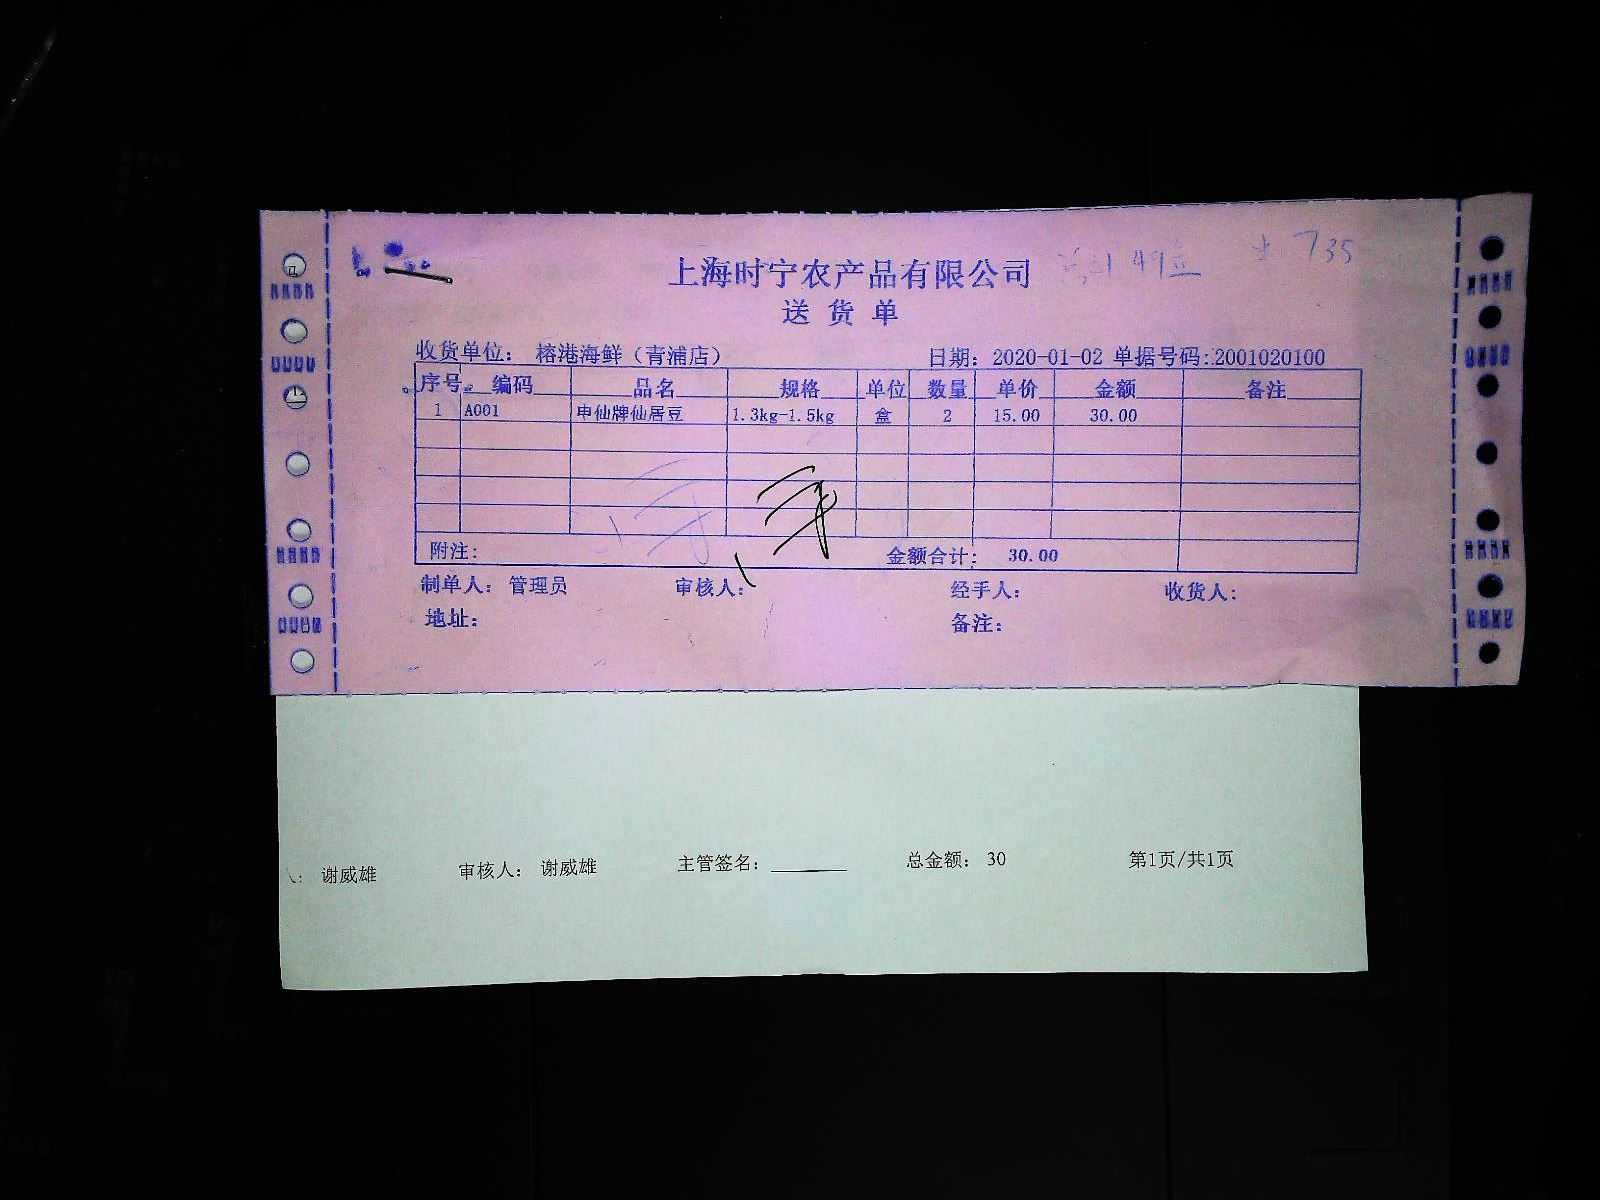 上海时宁农产品有限公司 49 735
送货单
收货单位： 榕港海鲜（青浦店） 日期：2020-01-02 单据号码:2001020100
序号 编码 品名 规格 单位 数量 单价 金额 备注
1 A001 申仙牌仙居豆 1.3kg-1.5kg 盒 2 15.00 30.00
附注： 金额合计： 30.00
制单人： 管理员 审核人： 经手人： 收货人：
地址： 备注：
谢威雄 审核人： 谢威雄 主管签名：______ 总金额： 30 第1页/共1页